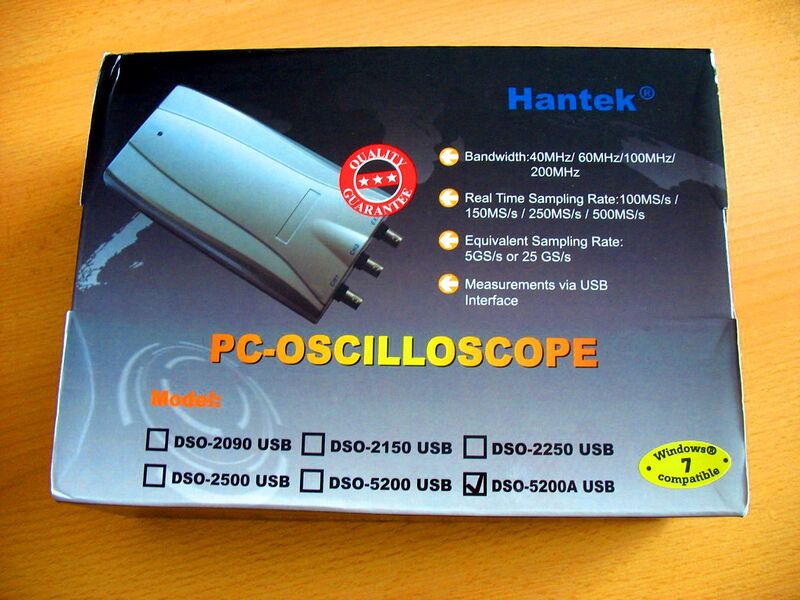 Hantek®
QUALITY
GUARANTEE
Bandwidth:40MHz/ 60MHz/100MHz/
200MHz
Real Time Sampling Rate:100MS/s /
150MS/s / 250MS/s / 500MS/s
Equivalent Sampling Rate:
5GS/s or 25 GS/s
Measurements via USB
Interface
CH2
CH1
PC-OSCILLOSCOPE
Model:
DSO-2090 USB DSO-2150 USB DSO-2250 USB
DSO-2500 USB DSO-5200 USB DSO-5200A USB
Windows®
7
compatible